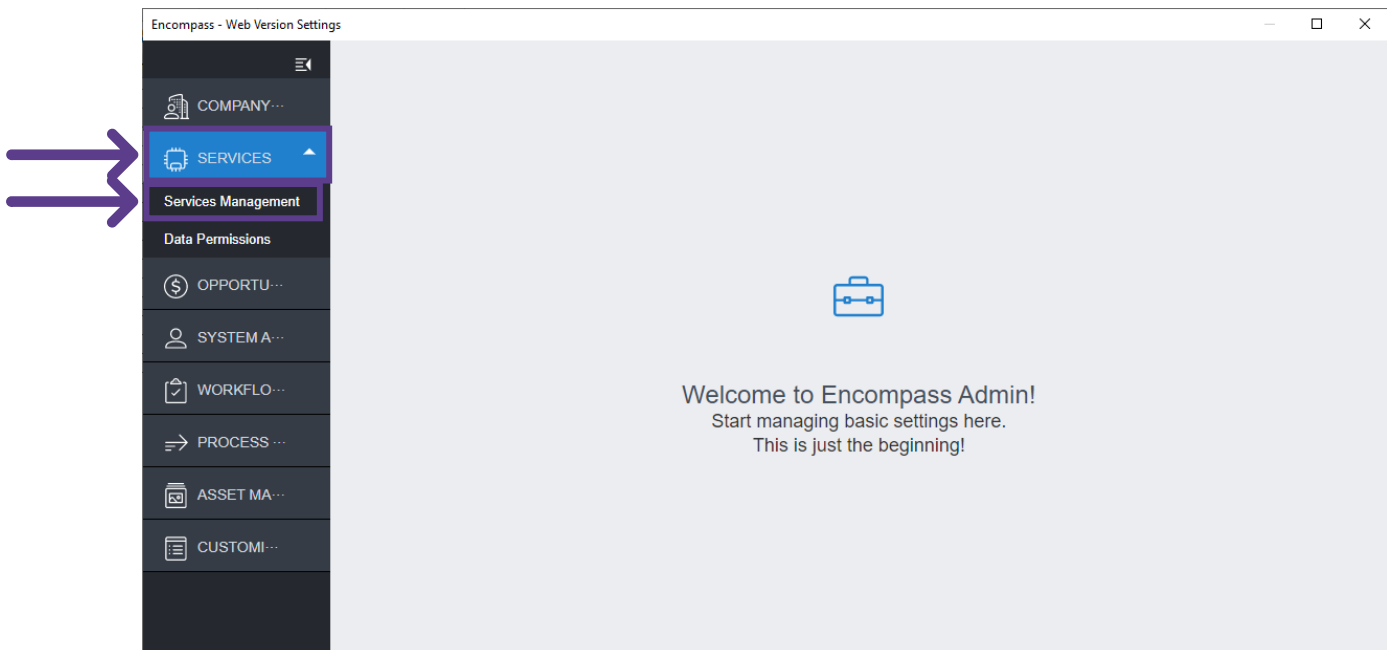 Encompass - Web Version Settings
COMPANY···
SERVICES
Services Management
Data Permissions
OPPORTU···
SYSTEM A···
WORKFLO···
PROCESS ···
ASSET MA···
CUSTOMI···
Welcome to Encompass Admin!
Start managing basic settings here.
This is just the beginning!